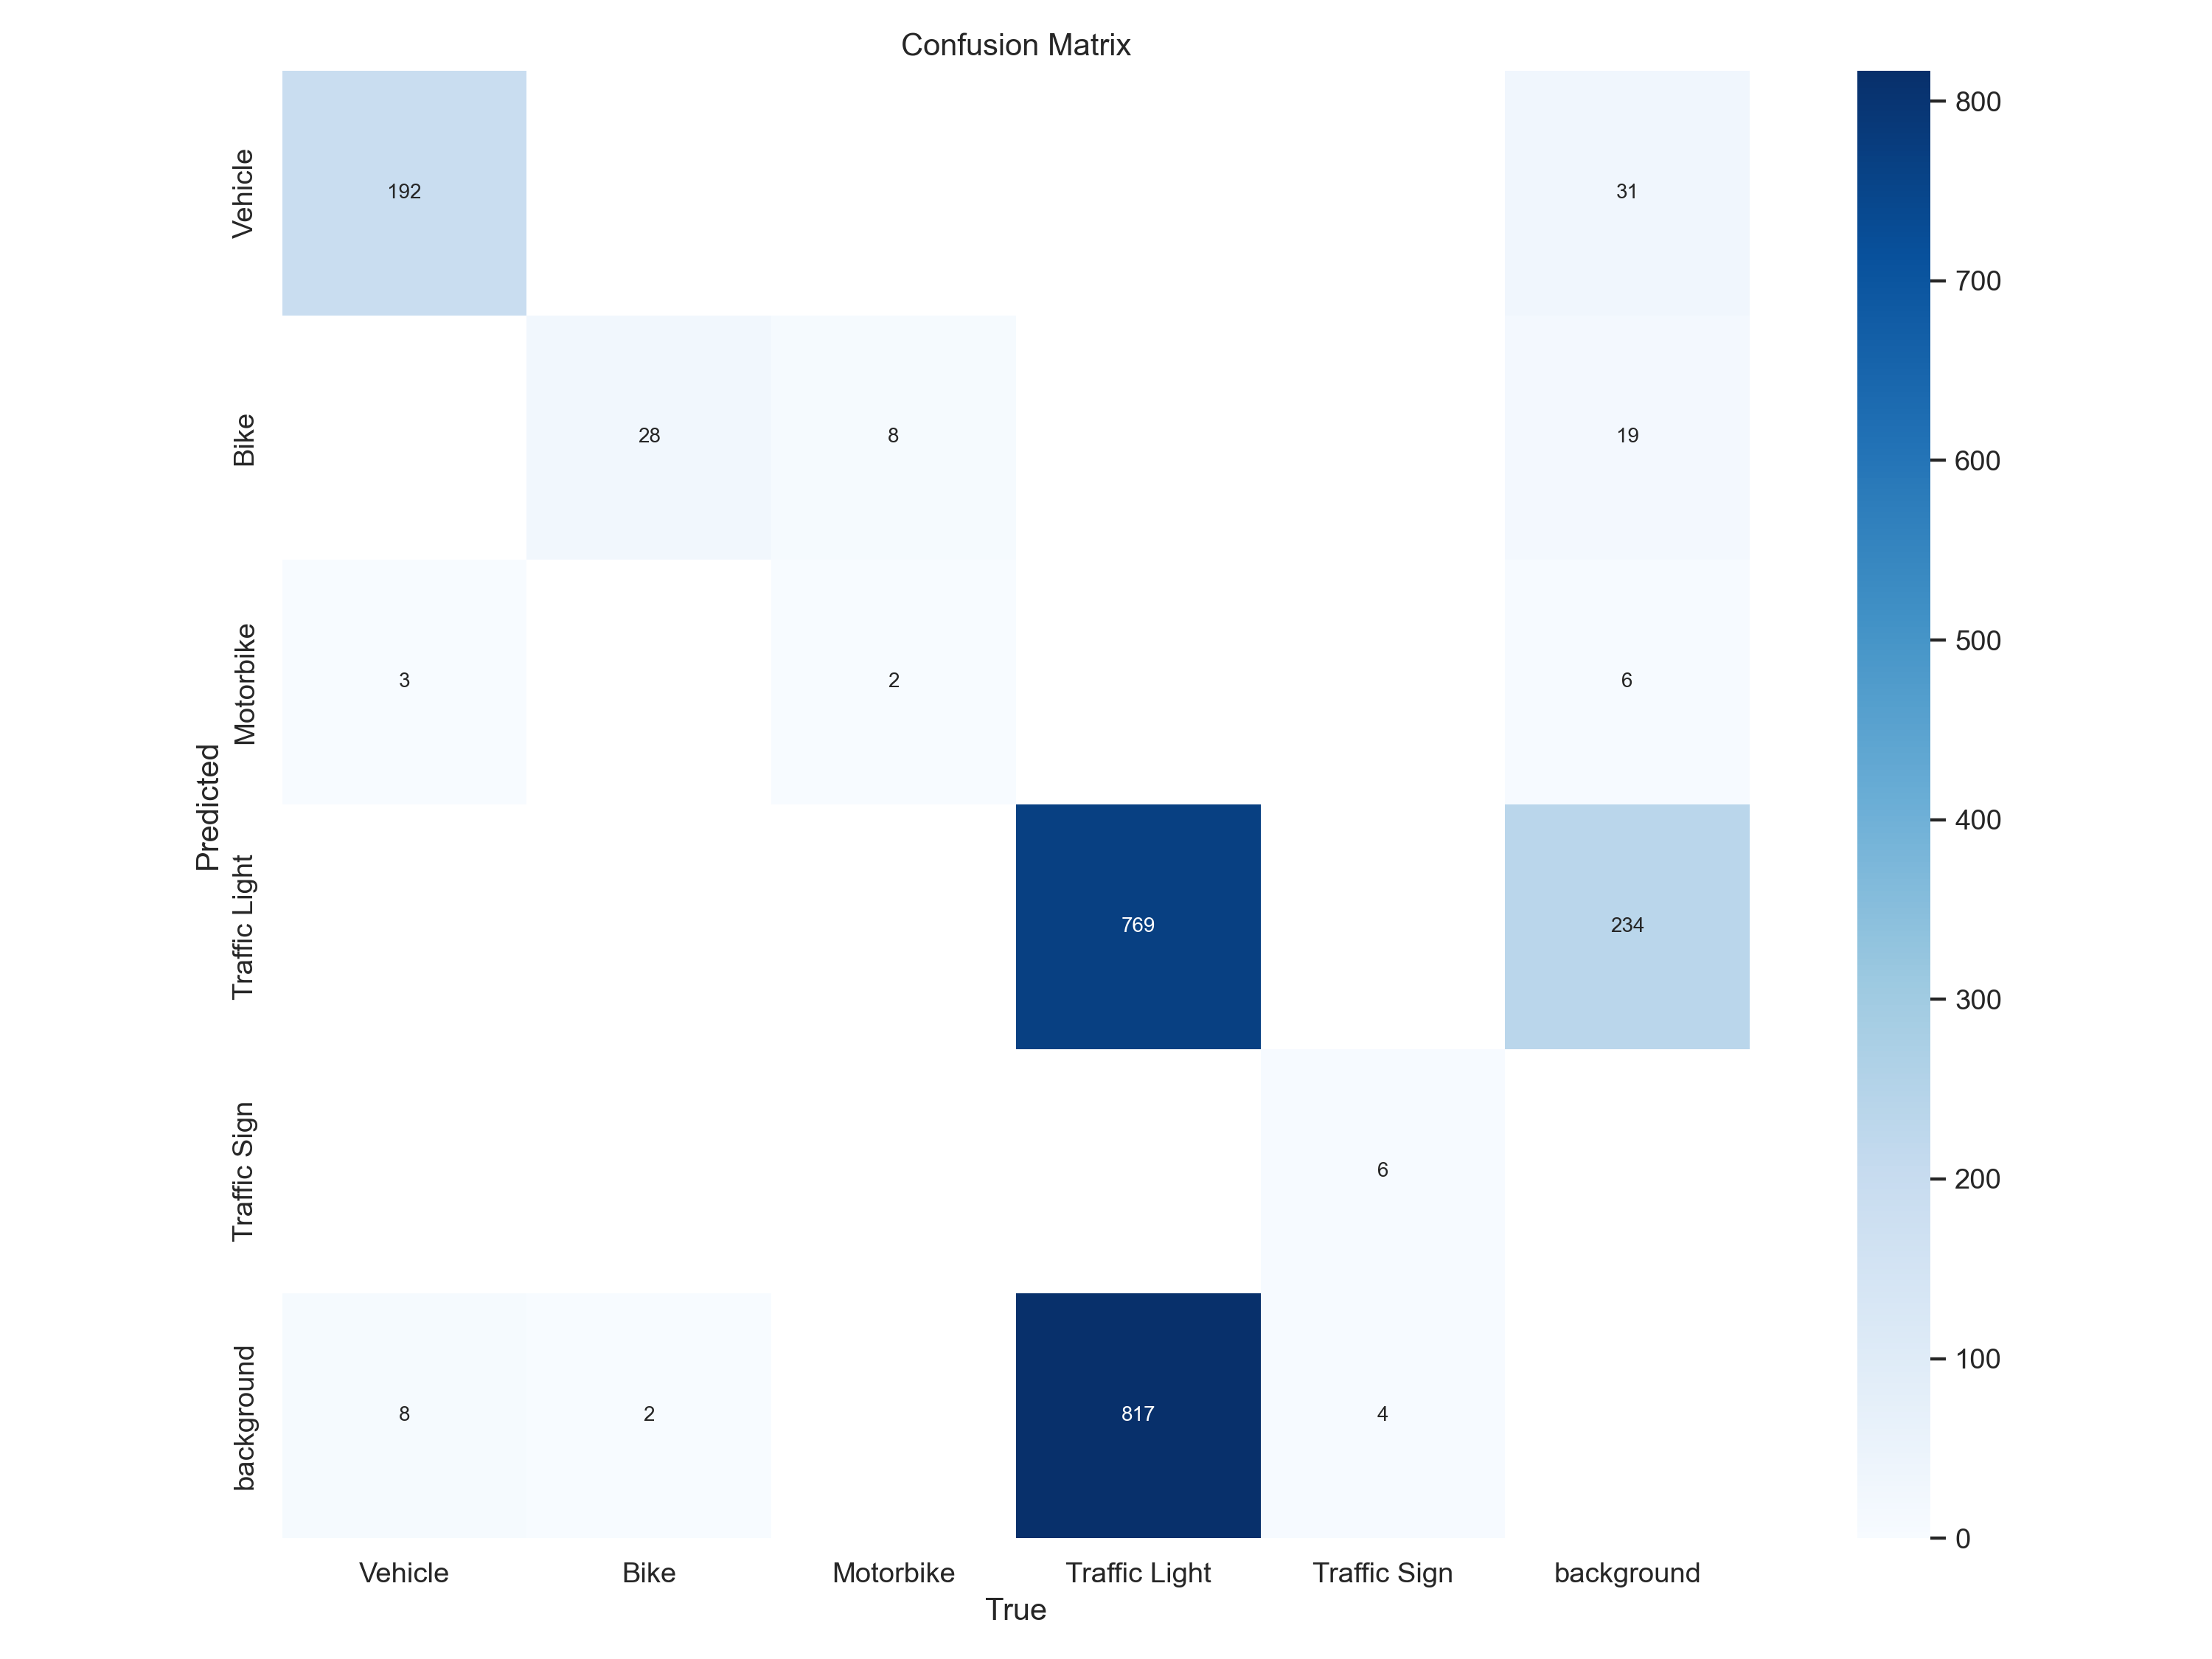 Confusion Matrix
Vehicle
192
31
800
700
Bike
28
8
19
600
500
Motorbike
3
2
6
Predicted
400
Traffic Light
769
234
300
Traffic Sign
6
200
background
8
2
817
4
100
0
Vehicle
Bike
Motorbike
Traffic Light
Traffic Sign
background
True